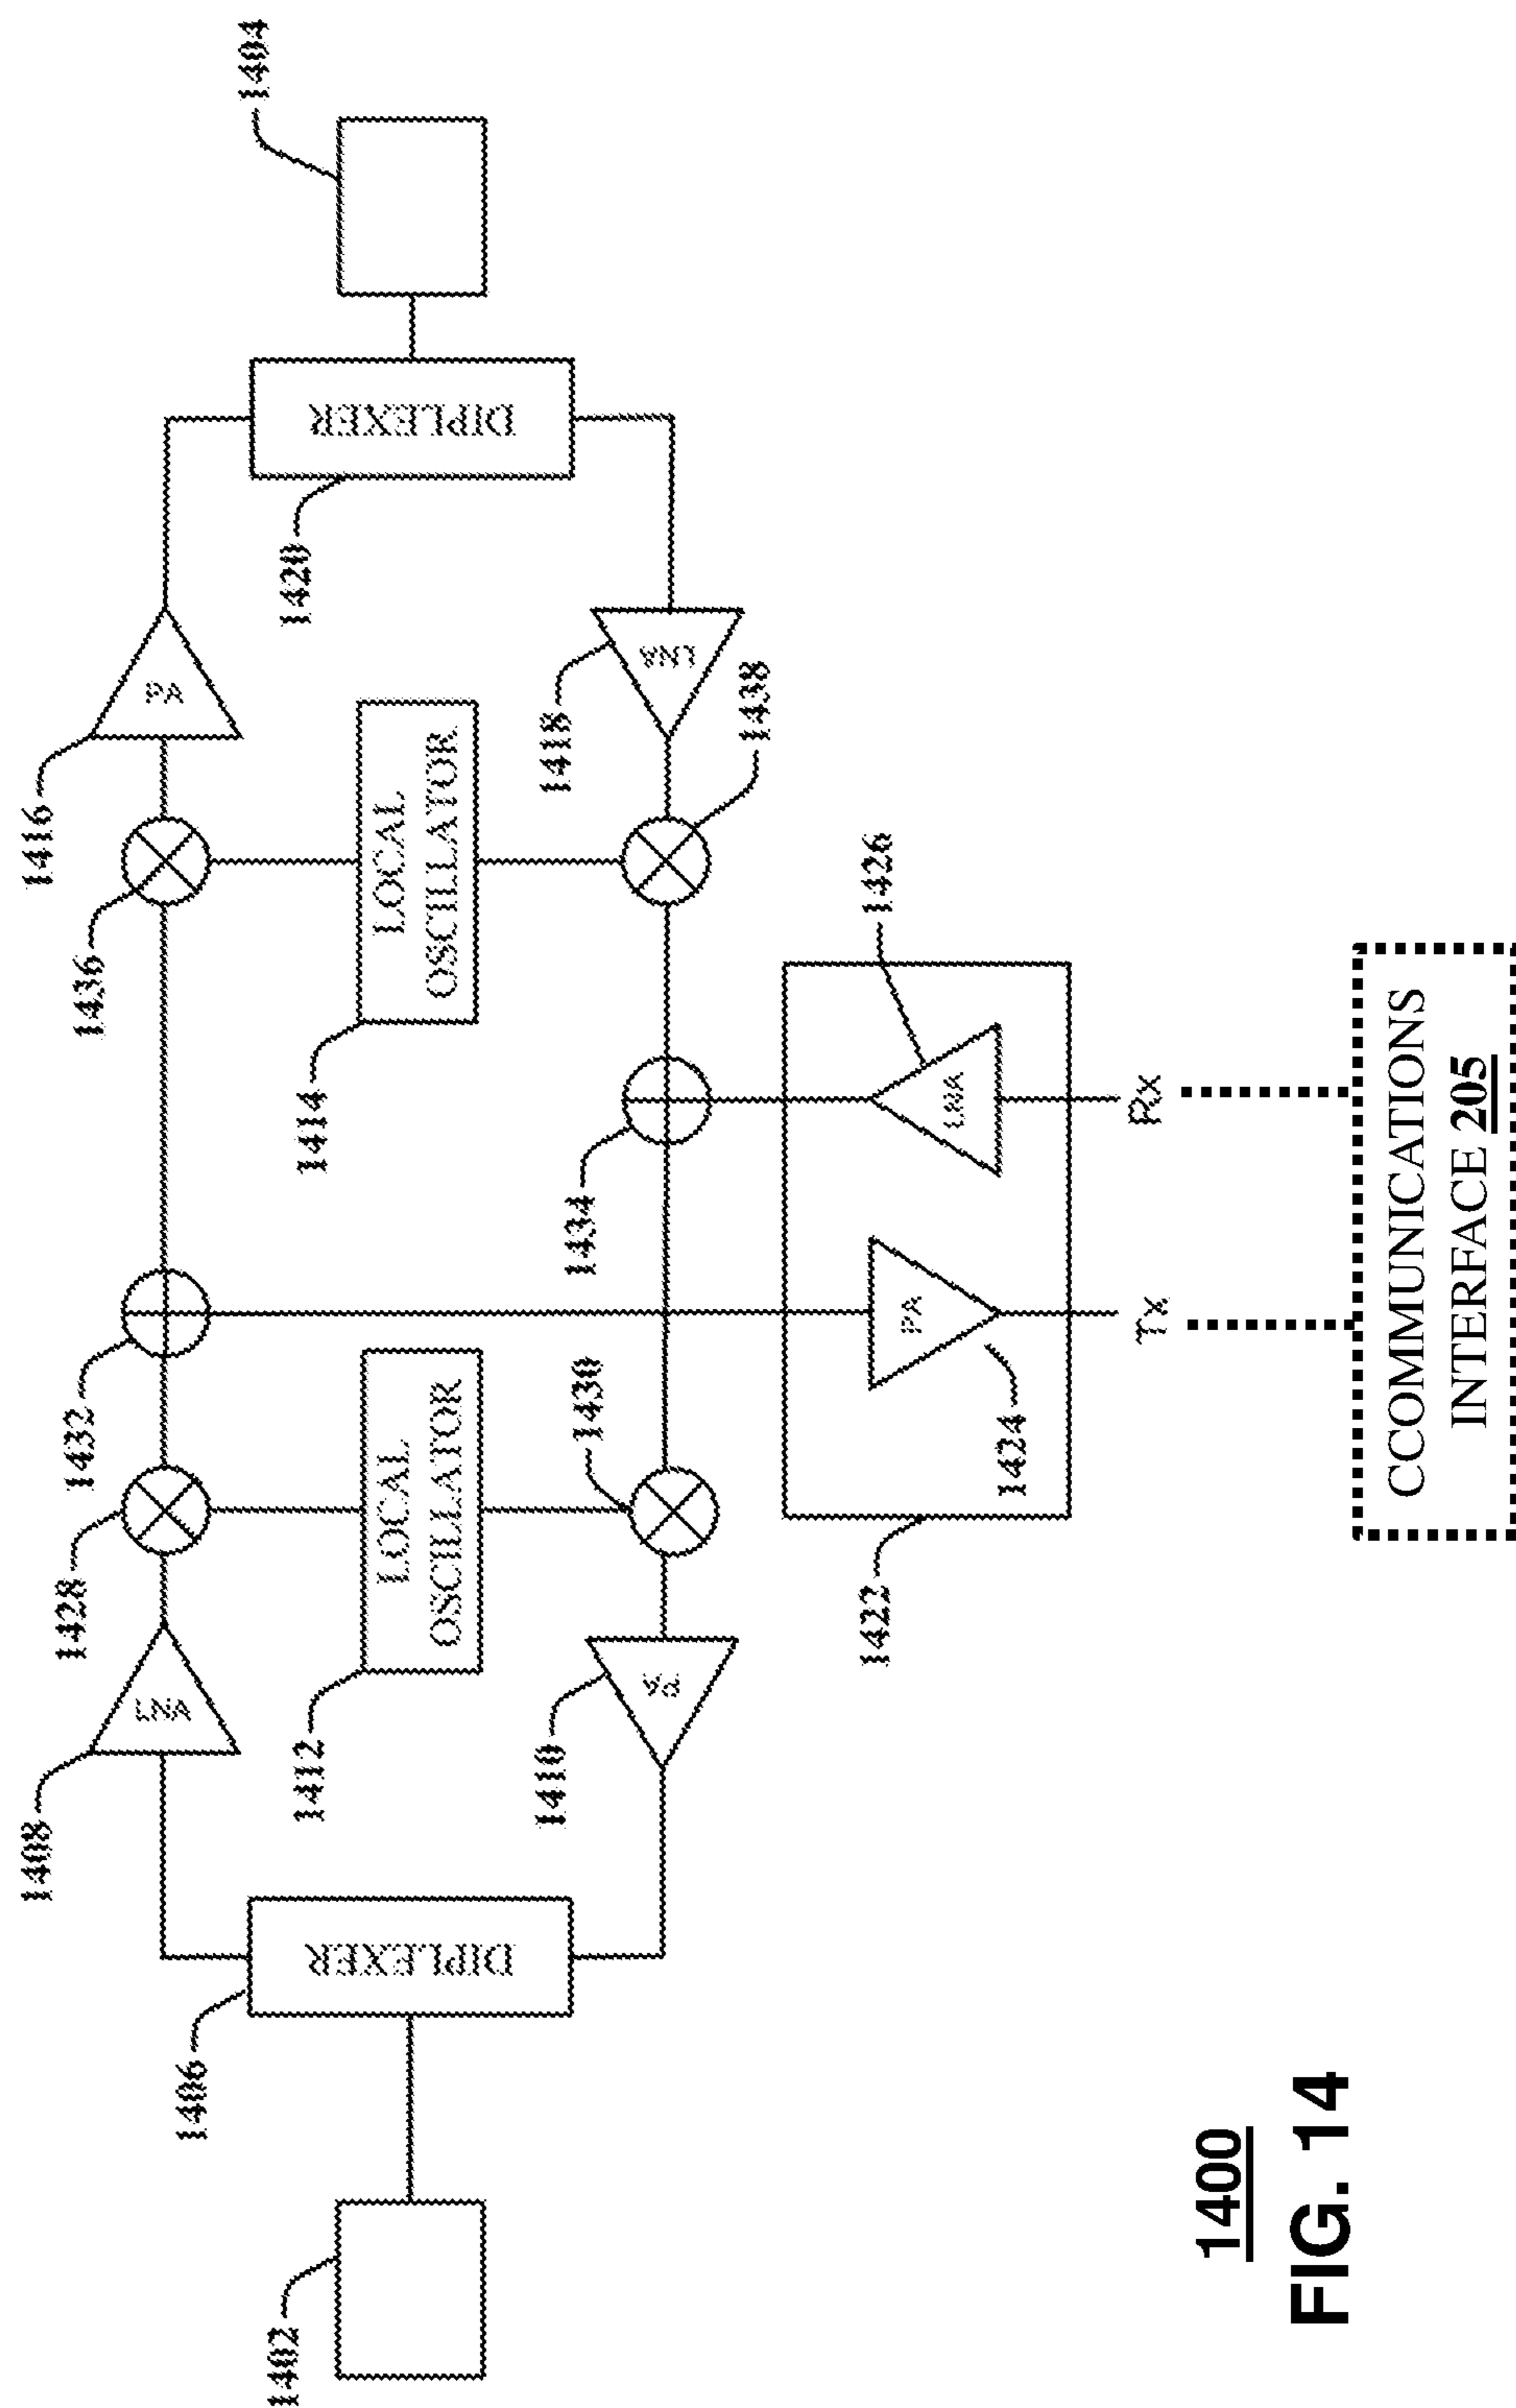 1404
1420
DIPLEXER
1416
PA
1418
LNA
1436
1438
1414
LOCAL
OSCILLATOR
1434
1426
LNA
Rx
1432
1430
1424
PA
Tx
1428
1412
LOCAL
OSCILLATOR
1422
CCOMMUNICATIONS
INTERFACE 205
1408
LNA
1410
PA
1406
DIPLEXER
1402
1400
FIG. 14